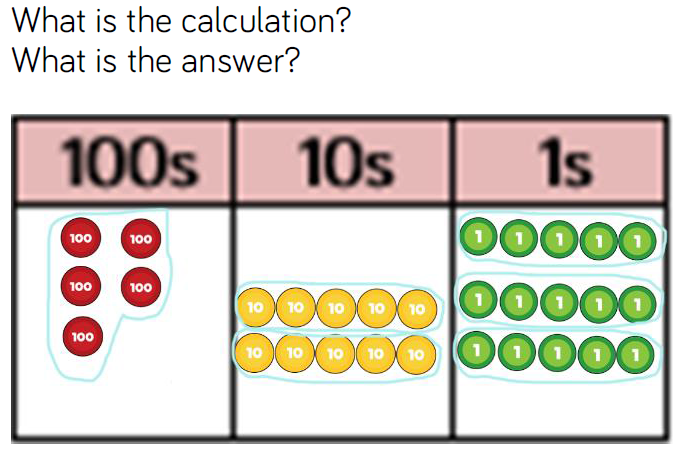 What is the calculation?
What is the answer?
100s 10s 1s
100 100 1 1 1 1 1
100 100 10 10 10 10 10 1 1 1 1 1
100 10 10 10 10 10 1 1 1 1 1